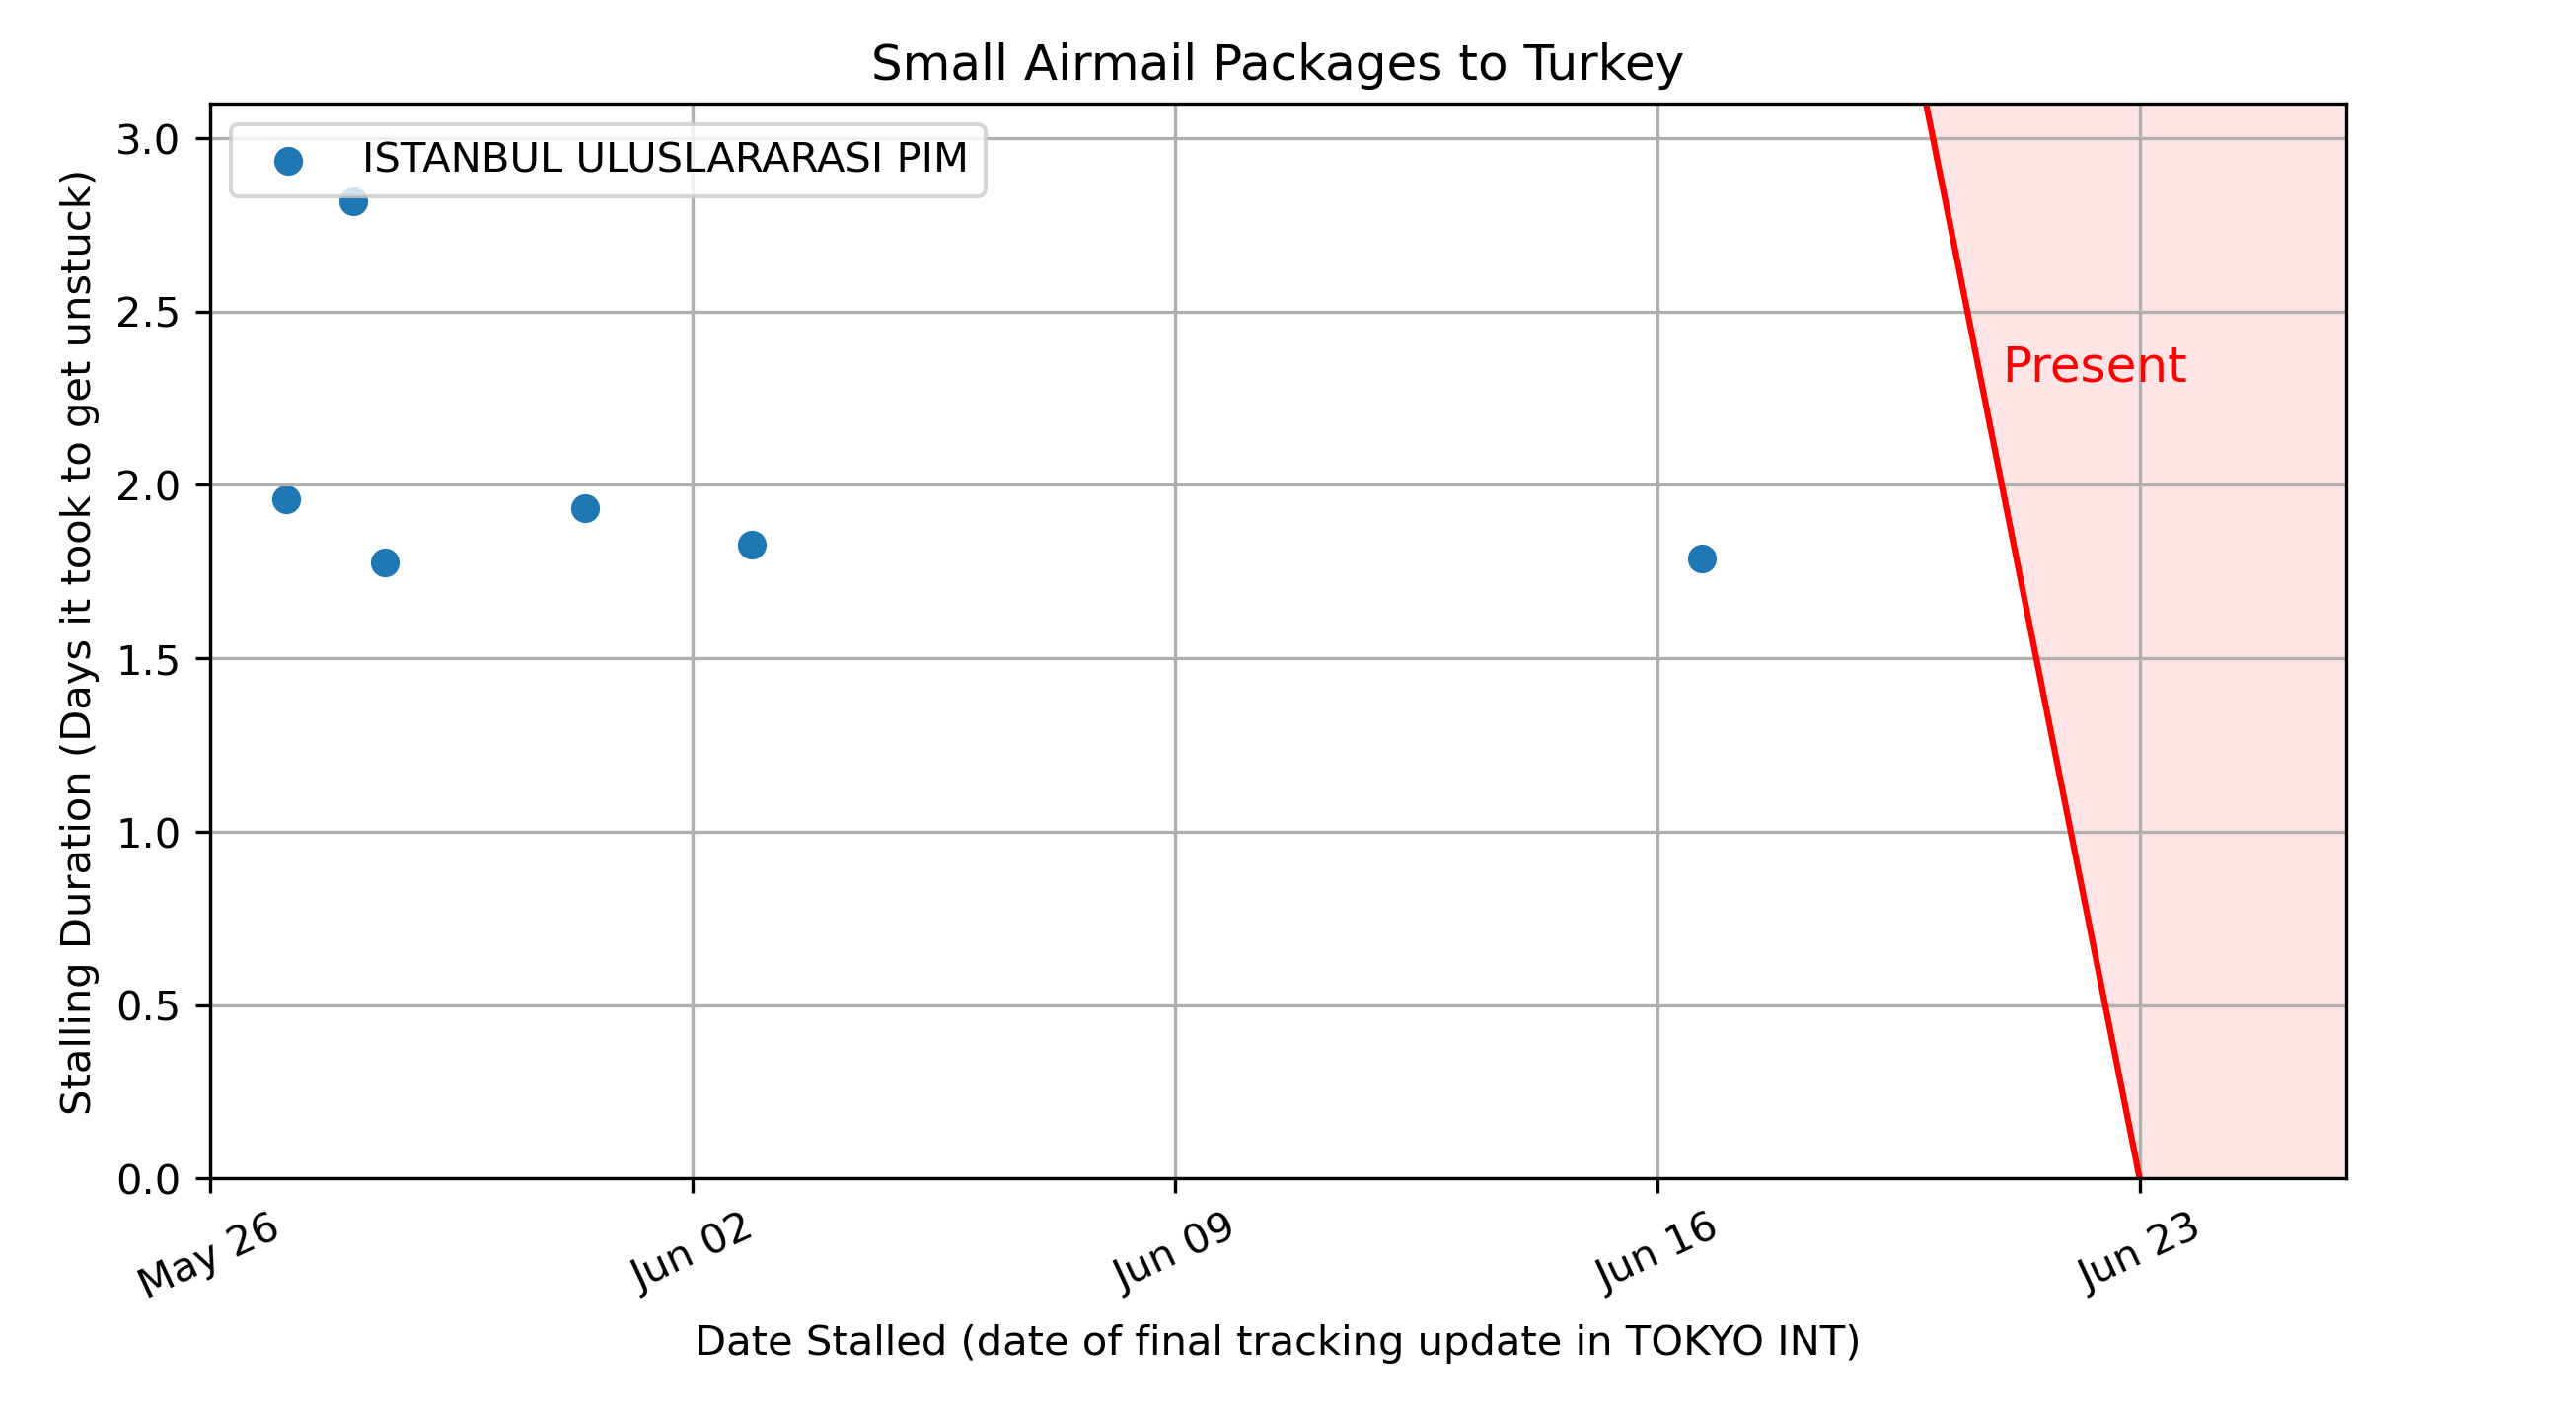 Small Airmail Packages to Turkey
ISTANBUL ULUSLARARASI PIM
Present
Stalling Duration (Days it took to get unstuck)
3.0
2.5
2.0
1.5
1.0
0.5
0.0
May 26
Jun 02
Jun 09
Jun 16
Jun 23
Date Stalled (date of final tracking update in TOKYO INT)